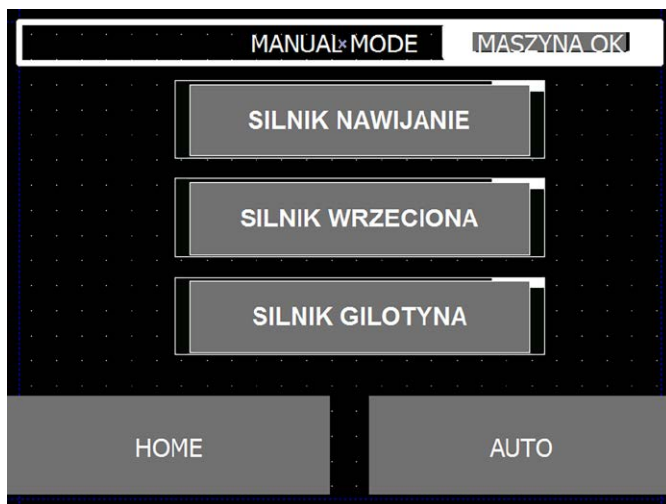 MANUAL MODE MASZYNA OK
SILNIK NAWIJANIE
SILNIK WRZECIONA
SILNIK GILOTYNA
HOME AUTO